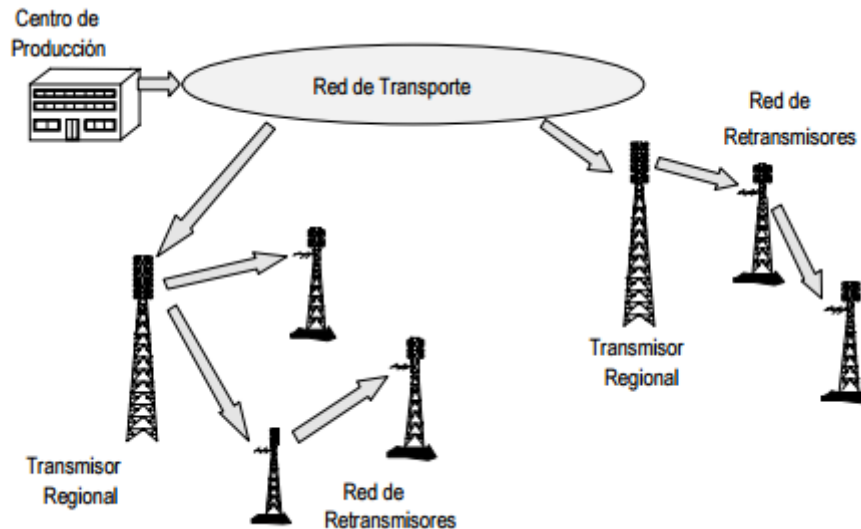 Centro de
Producción
Red de Transporte
Red de
Retransmisores
Transmisor
Regional
Transmisor
Regional
Red de
Retransmisores